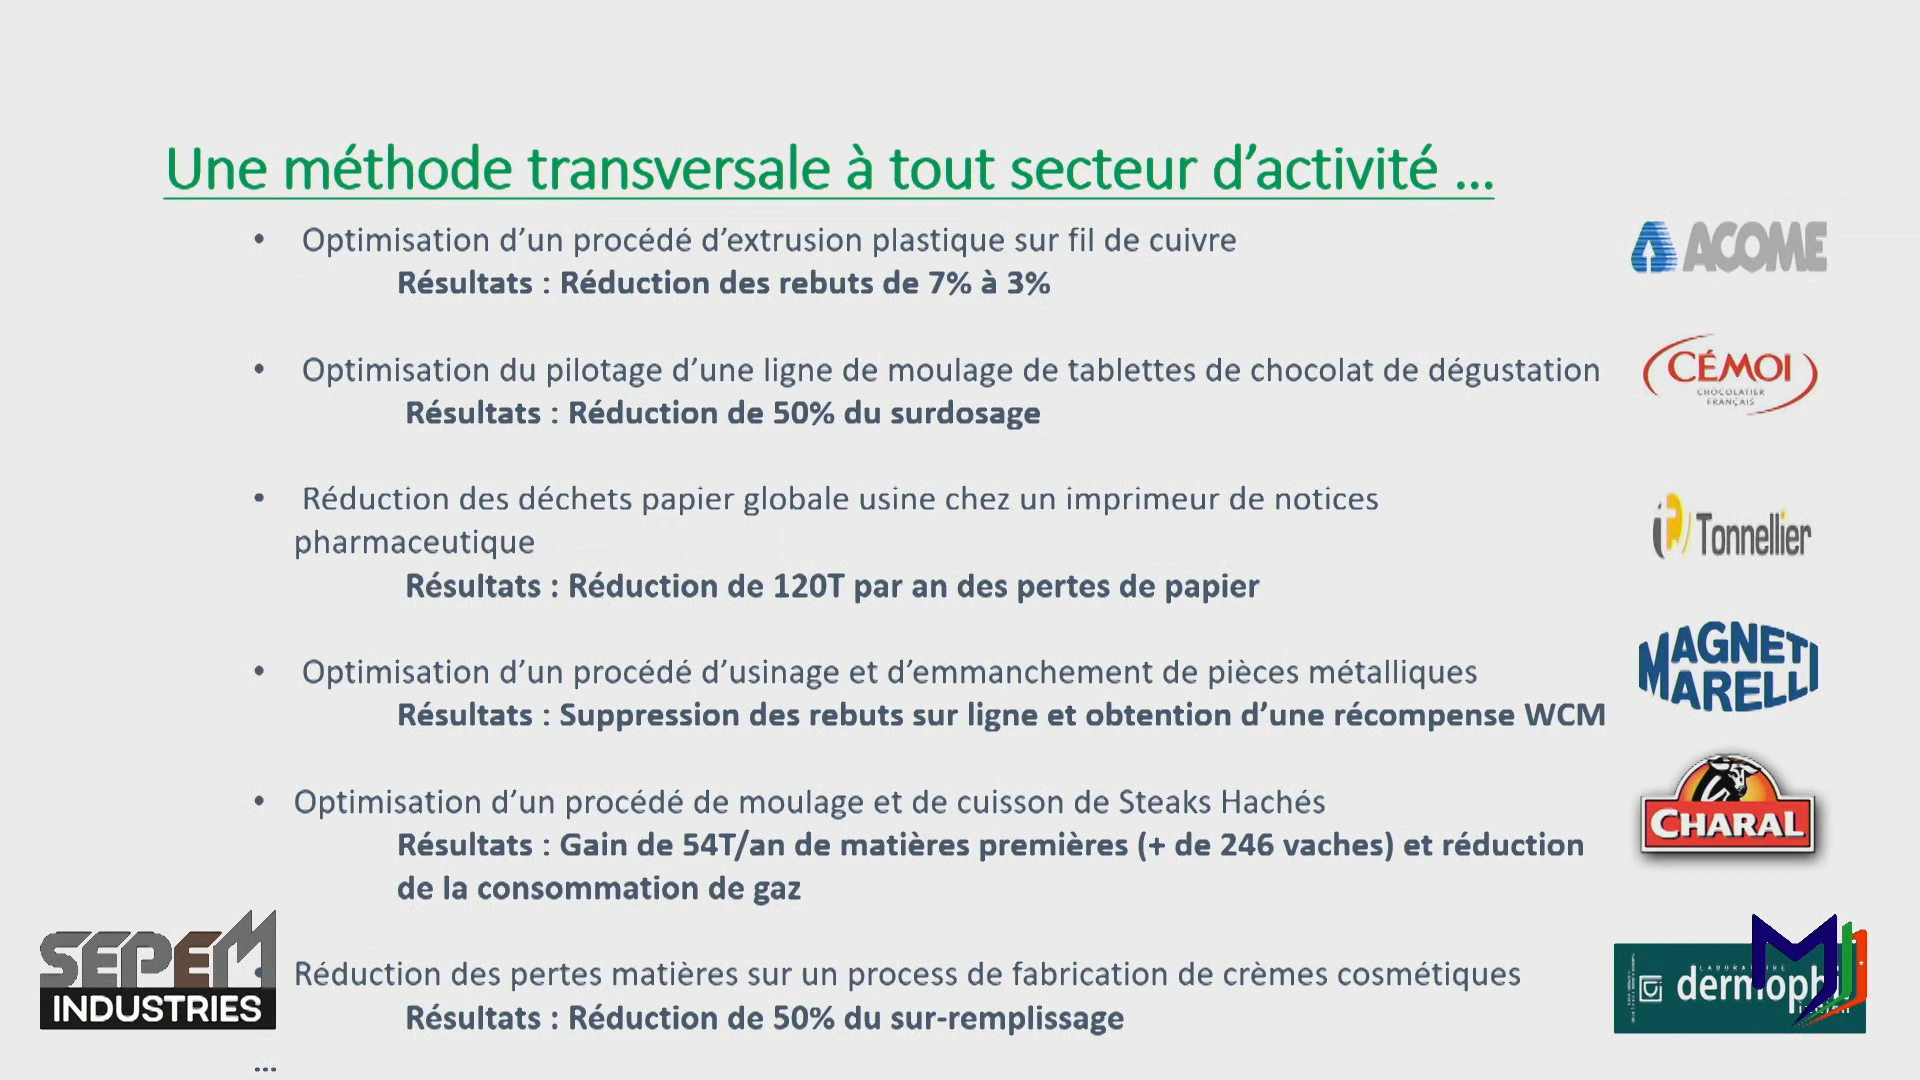 Une méthode transversale à tout secteur d'activité ...
• Optimisation d'un procédé d'extrusion plastique sur fil de cuivre
Résultats : Réduction des rebuts de 7% à 3%
ACOME
• Optimisation du pilotage d'une ligne de moulage de tablettes de chocolat de dégustation
Résultats : Réduction de 50% du surdosage
CÉMOI
CHOCOLATIER
FRANÇAIS
• Réduction des déchets papier globale usine chez un imprimeur de notices
pharmaceutique
Résultats : Réduction de 120T par an des pertes de papier
Tonnellier
• Optimisation d'un procédé d'usinage et d'emmanchement de pièces métalliques
Résultats : Suppression des rebuts sur ligne et obtention d'une récompense WCM
MAGNETI
MARELLI
• Optimisation d'un procédé de moulage et de cuisson de Steaks Hachés
Résultats : Gain de 54T/an de matières premières (+ de 246 vaches) et réduction
de la consommation de gaz
CHARAL
• Réduction des pertes matières sur un process de fabrication de crèmes cosmétiques
Résultats : Réduction de 50% du sur-remplissage
...
SEPEM
INDUSTRIES
LABORATOIRE